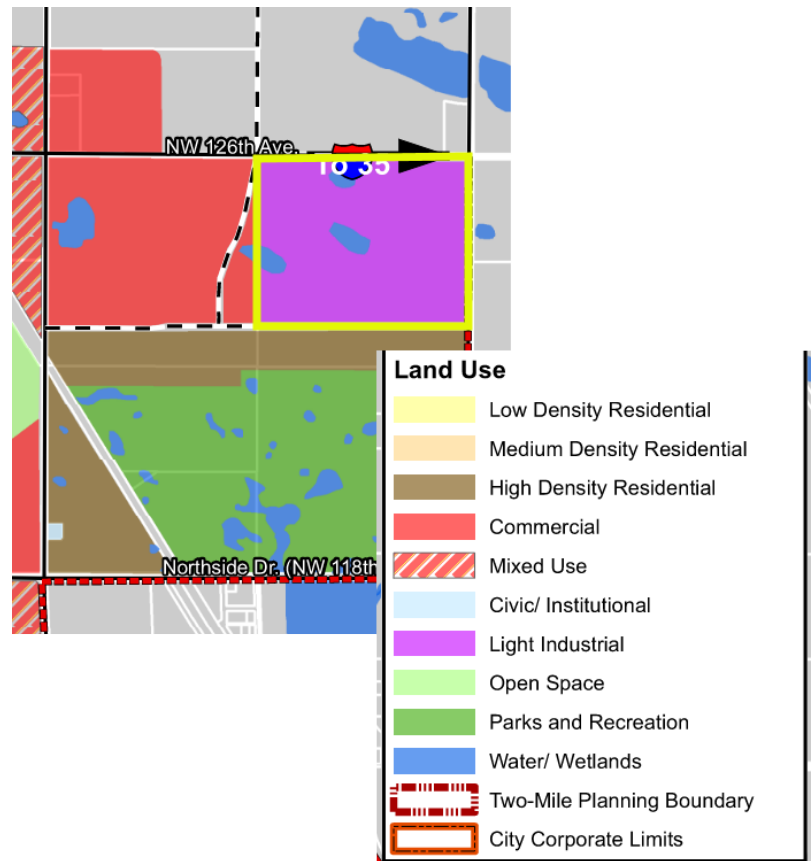 NW 126th Ave.
To 35
Northside Dr. (NW 118th
Land Use
Low Density Residential
Medium Density Residential
High Density Residential
Commercial
Mixed Use
Civic/ Institutional
Light Industrial
Open Space
Parks and Recreation
Water/ Wetlands
Two-Mile Planning Boundary
City Corporate Limits